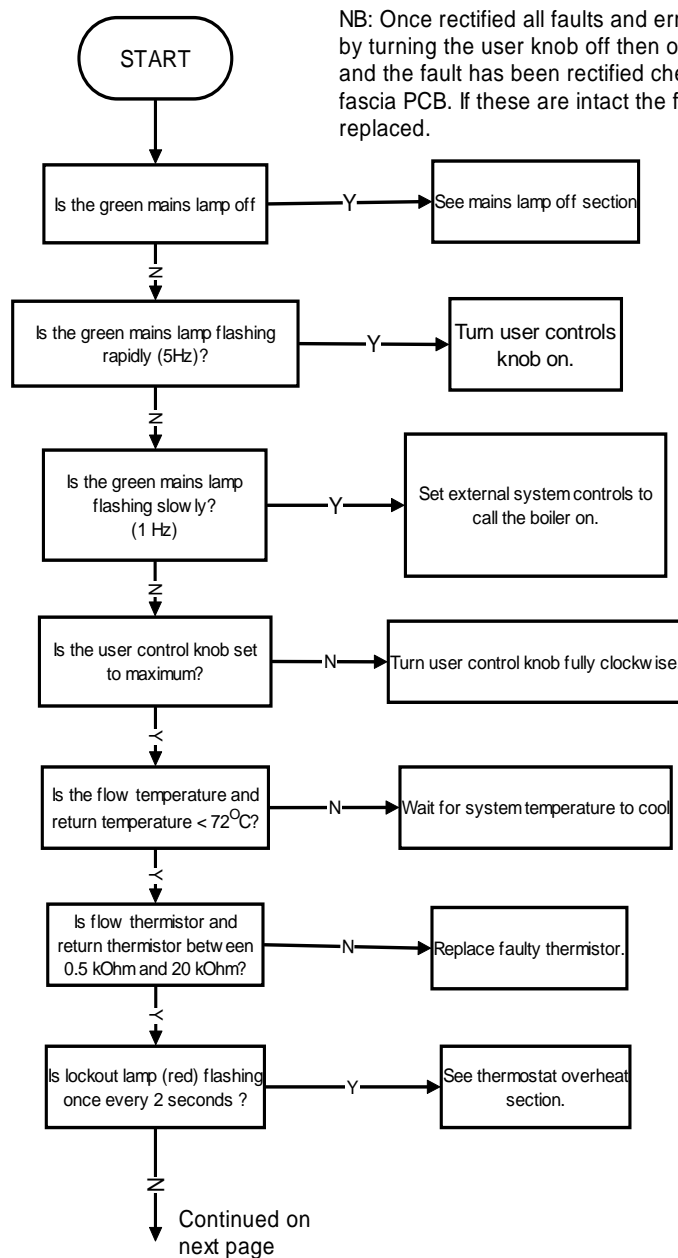 START
NB: Once rectified all faults and
by turning the user knob off then
and the fault has been rectified
fascia PCB. If these are intact the
replaced.
Is the green mains lamp off
Y
See mains lamp off section
N
Is the green mains lamp flashing
rapidly (5Hz)?
Y
Turn user controls
knob on.
N
Is the green mains lamp
flashing slowly?
(1 Hz)
Y
Set external system controls to
call the boiler on.
N
Is the user control knob set
to maximum?
N
Turn user control knob fully clockwise
Y
Is the flow temperature and
return temperature < 72°C?
N
Wait for system temperature to cool
Y
Is flow thermistor and
return thermistor between
0.5 kOhm and 20 kOhm?
N
Replace faulty thermistor.
Y
Is lockout lamp (red) flashing
once every 2 seconds ?
Y
See thermostat overheat
section.
N
Continued on
next page